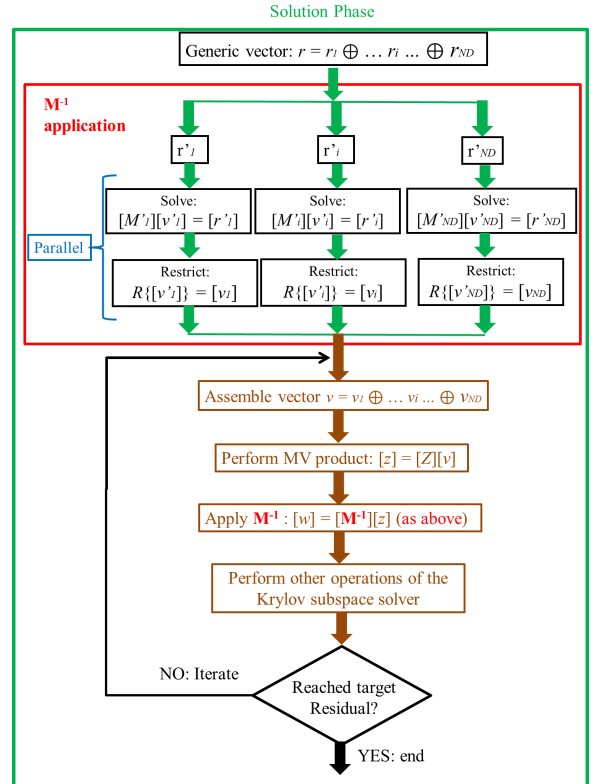 Solution Phase
Generic vector: r = r1 ⊕ … ri ... ⊕ rND
M-1
application
r’1
r’i
r’ND
Solve:
[M’1][v’1] = [r’1]
Solve:
[M’i][v’i] = [r’i]
Solve:
[M’ND][v’ND] = [r’ND]
Parallel
Restrict:
R{[v’1]} = [v1]
Restrict:
R{[v’i]} = [vi]
Restrict:
R{[v’ND]} = [vND]
Assemble vector v = v1 ⊕ … vi ... ⊕ vND
Perform MV product: [z] = [Z][v]
Apply M-1 : [w] = [M-1][z] (as above)
Perform other operations of the
Krylov subspace solver
NO: Iterate
Reached target
Residual?
YES: end